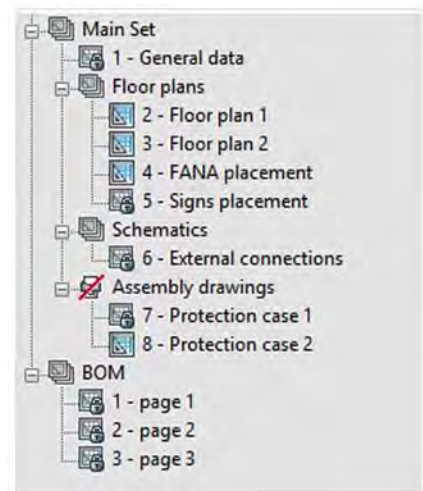 Main Set
1 - General data
Floor plans
2 - Floor plan 1
3 - Floor plan 2
4 - FANA placement
5 - Signs placement
Schematics
6 - External connections
Assembly drawings
7 - Protection case 1
8 - Protection case 2
BOM
1 - page 1
2 - page 2
3 - page 3